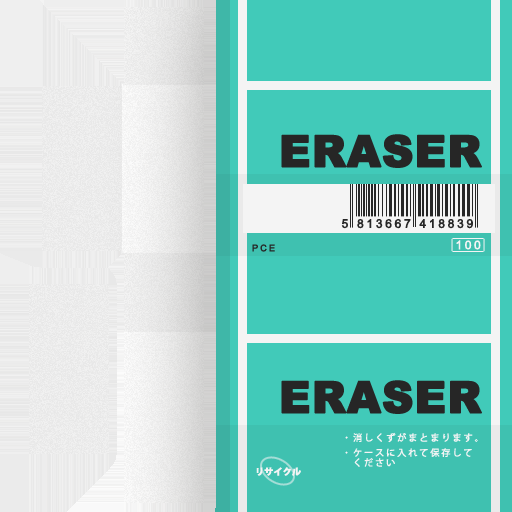 ERASER
5 813667 418839
PCE
100
ERASER
・消しくずがまとまります。
・ケースに入れて保存して
ください
リサイクル